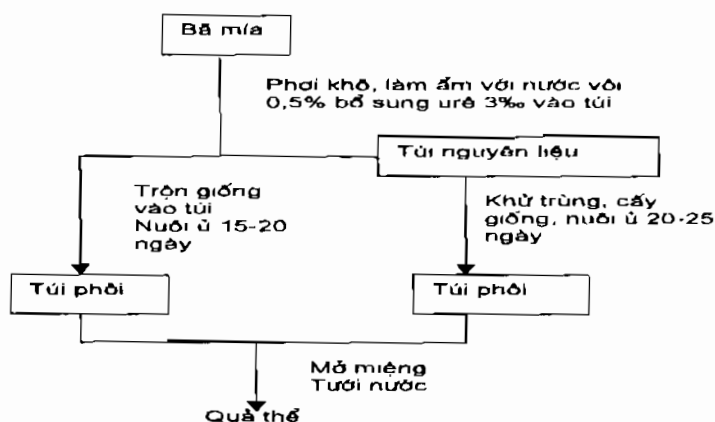 Bã mía
Phơi khô, làm ẩm với nước vôi
0,5% bổ sung urê 3‰ vào túi
Túi nguyên liệu
Trộn giống
vào túi
Nuôi ủ 15-20
ngày
Khử trùng, cấy
giống, nuôi ủ 20-25
ngày
Túi phôi
Túi phôi
Mở miệng
Tưới nước
Quả thể